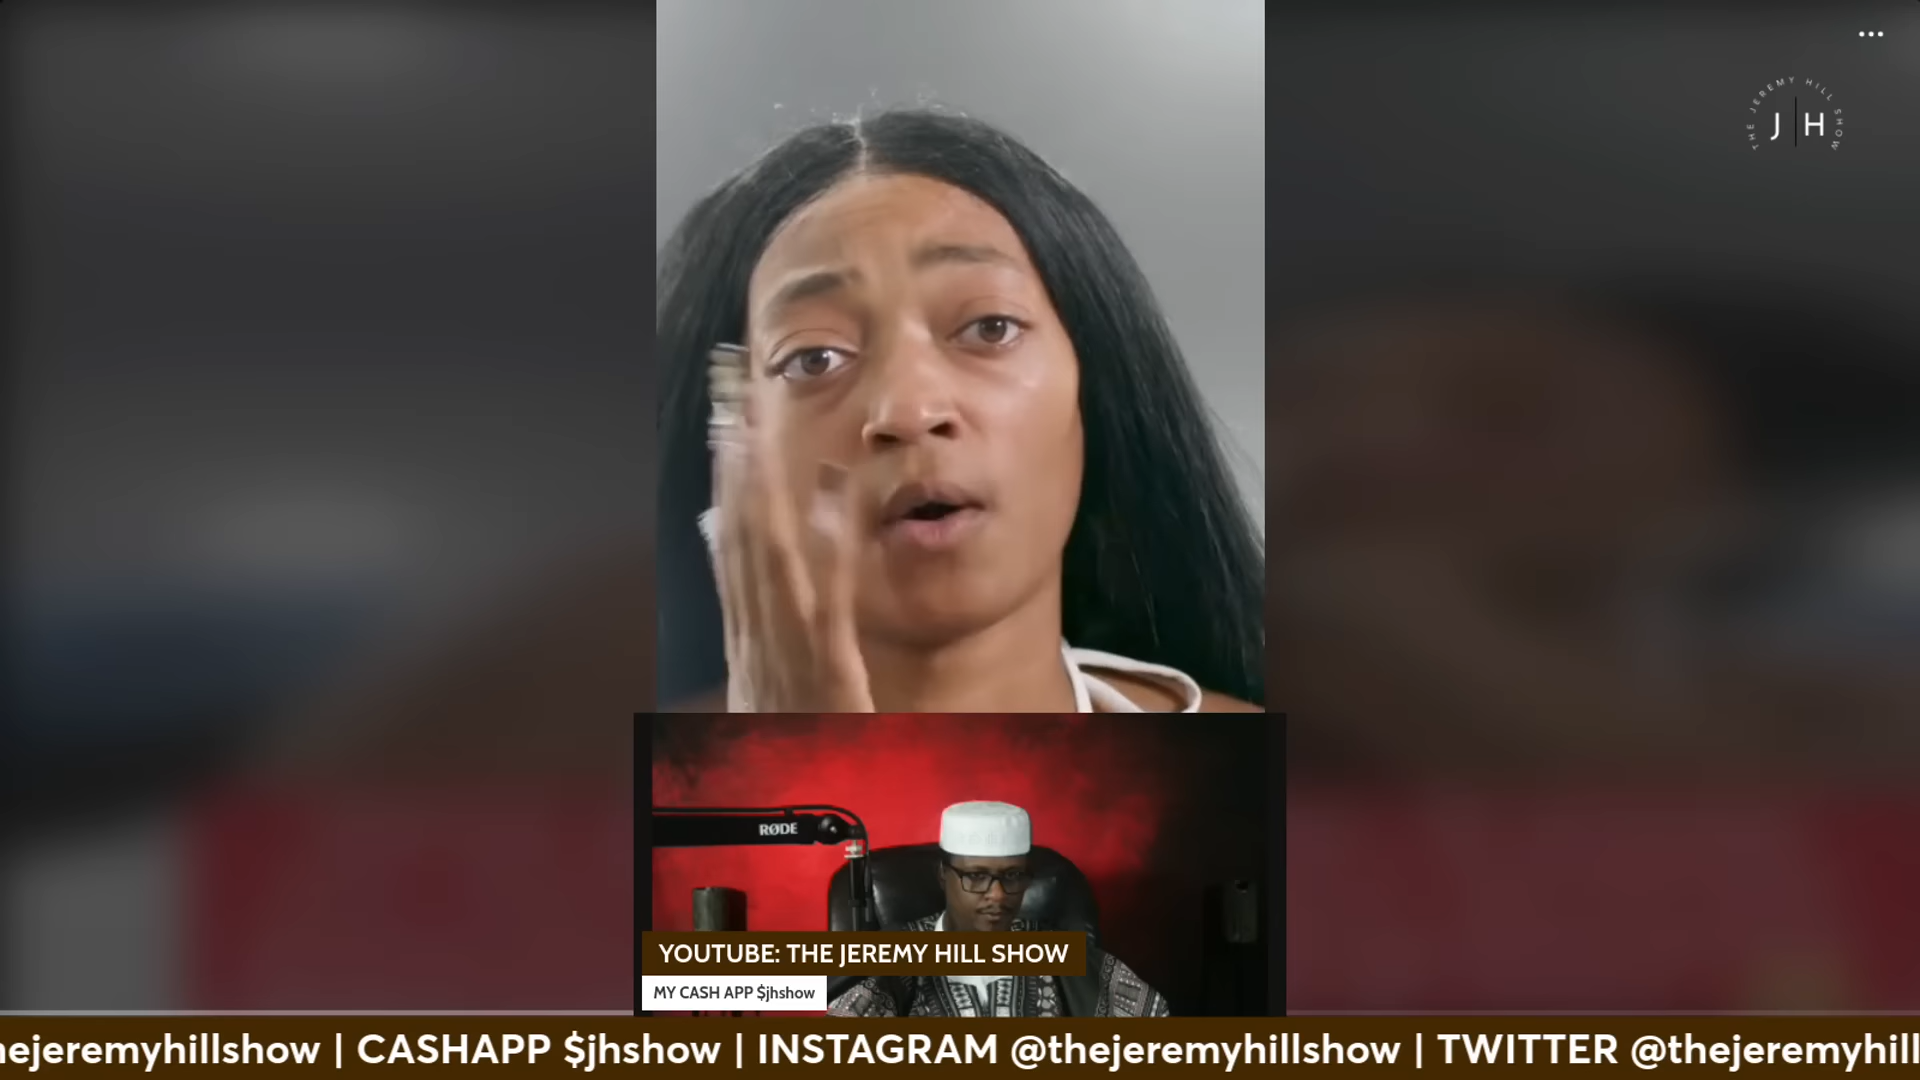 THE JEREMY HILL SHOW
J | H
RØDE
YOUTUBE: THE JEREMY HILL SHOW
MY CASH APP $jhshow
ejeremyhillshow | CASHAPP $jhshow | INSTAGRAM @thejeremyhillshow | TWITTER @thejeremyhill